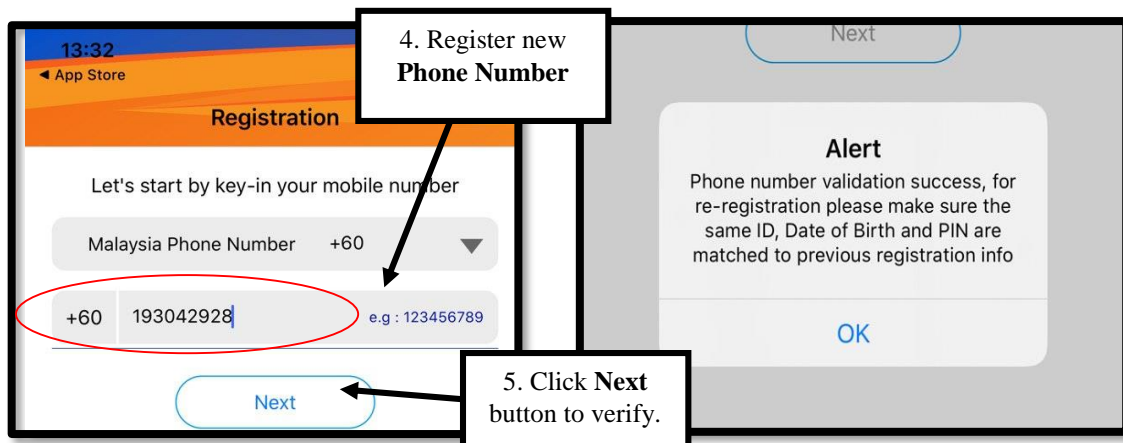 13:32
◄ App Store
4. Register new
Phone Number
Registration
Let's start by key-in your mobile number
Malaysia Phone Number +60
+60 193042928 e.g : 123456789
Next
5. Click Next
button to verify.
Next
Alert
Phone number validation success, for
re-registration please make sure the
same ID, Date of Birth and PIN are
matched to previous registration info
OK